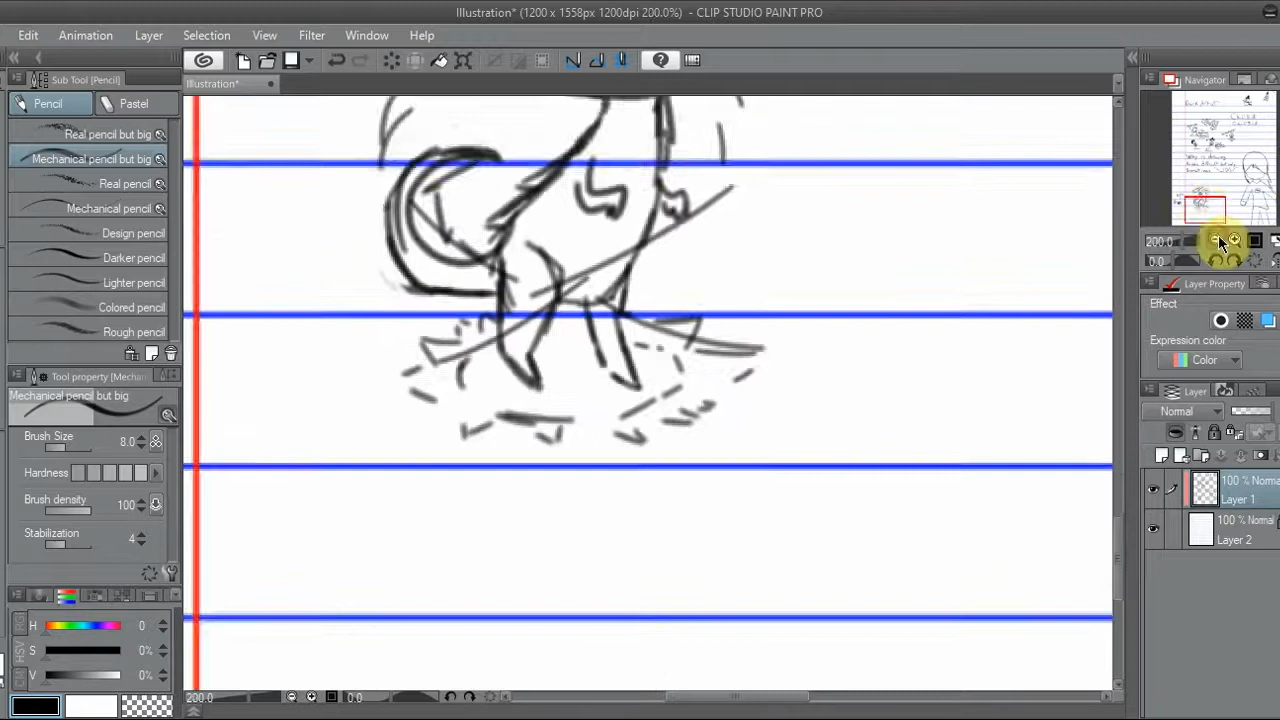 Illustration* (1200 x 1558px 1200dpi 200.0%) - CLIP STUDIO PAINT PRO
Edit Animation Layer Selection View Filter Window Help
Sub Tool [Pencil]
Illustration*
Navigator
Pencil Pastel
Real pencil but big
Mechanical pencil but big
Real pencil
Mechanical pencil
Design pencil
Darker pencil
Lighter pencil
Colored pencil
Rough pencil
Tool property [Mechan
Mechanical pencil but big
Brush Size 8.0
Hardness
Brush density 100
Stabilization 4
H 0
S 0%
V 0%
200.0 0.0
200.0
0.0
Layer Property
Effect
Expression color
Color
Layer
Normal
100 % Normal
Layer 1
100 % Normal
Layer 2